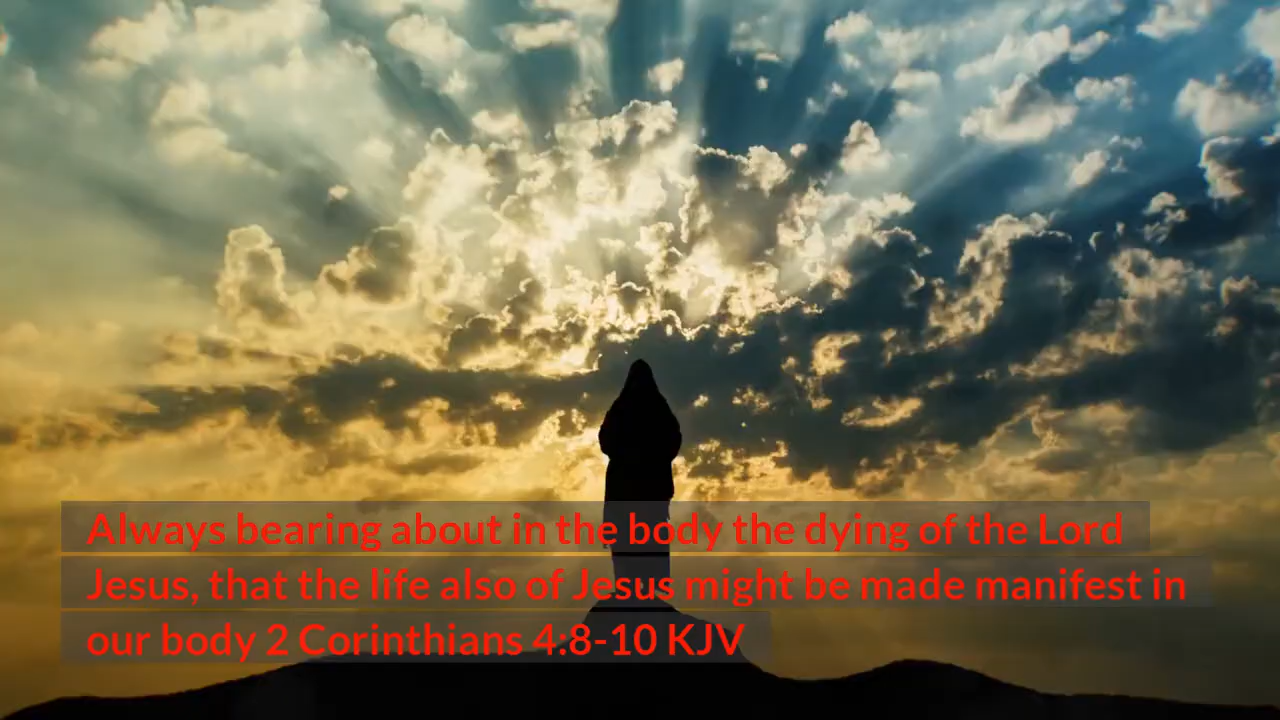 Always bearing about in the body the dying of the Lord
Jesus, that the life also of Jesus might be made manifest in
our body 2 Corinthians 4:8-10 KJV